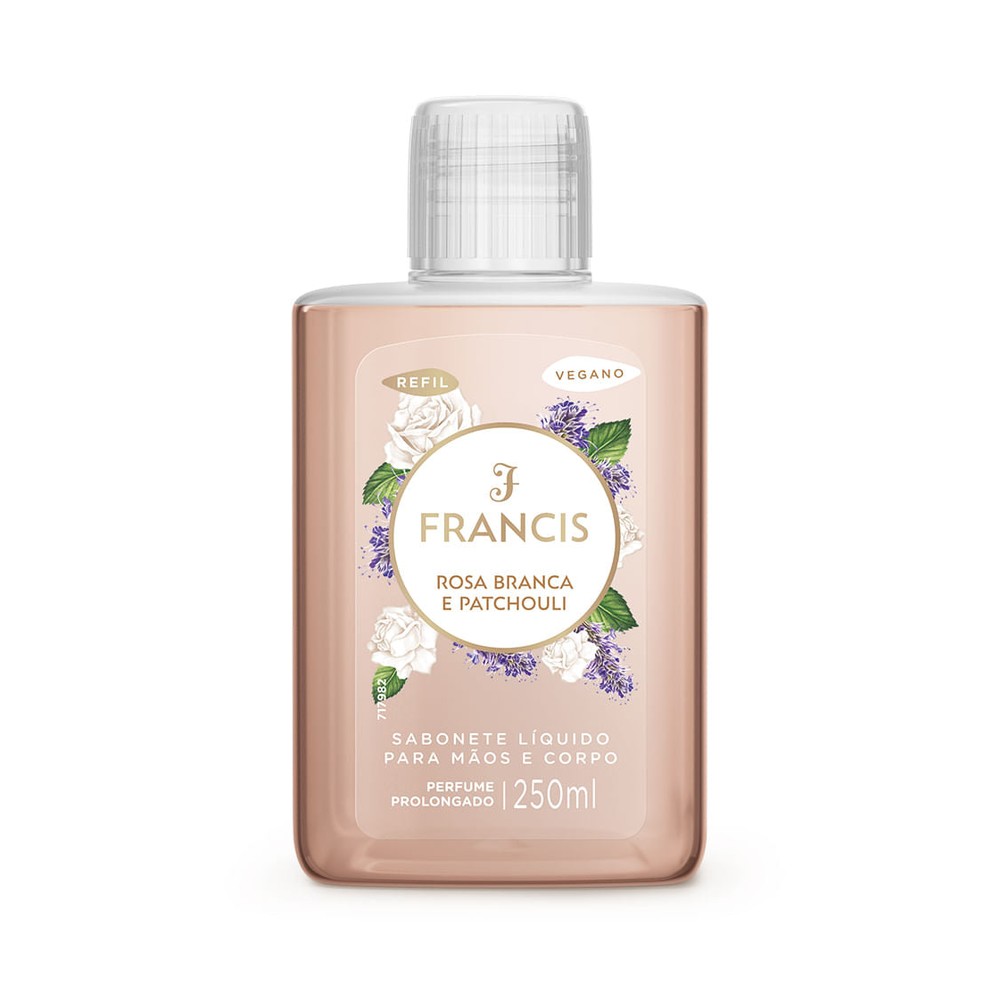 REFIL
VEGANO
F
FRANCIS
ROSA BRANCA
E PATCHOULI
717982
SABONETE LÍQUIDO
PARA MÃOS E CORPO
PERFUME
PROLONGADO | 250ml